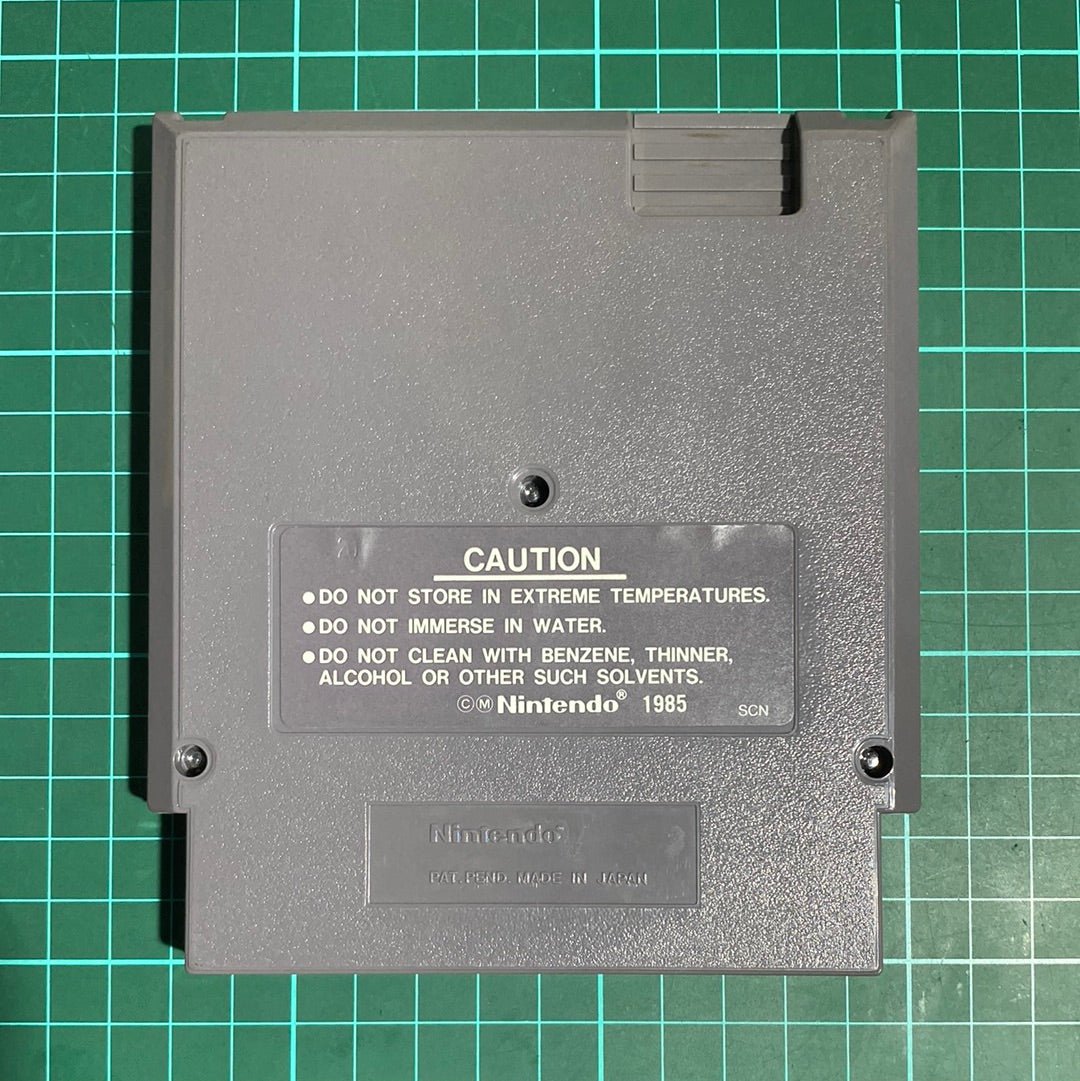 CAUTION
●DO NOT STORE IN EXTREME TEMPERATURES.
●DO NOT IMMERSE IN WATER.
●DO NOT CLEAN WITH BENZENE, THINNER,
ALCOHOL OR OTHER SUCH SOLVENTS.
ⒸⓂNintendo® 1985 SCN
Nintendo®
PAT. PEND. MADE IN JAPAN